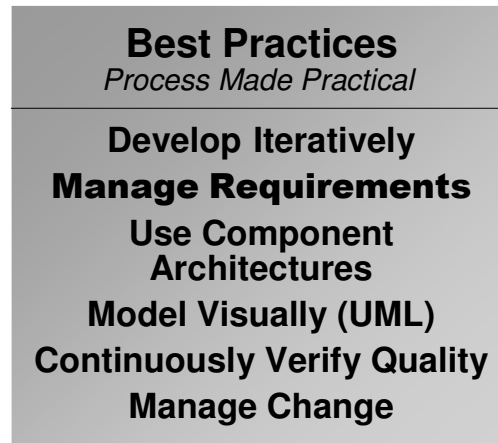 Best Practices
Process Made Practical
Develop Iteratively
Manage Requirements
Use Component
Architectures
Model Visually (UML)
Continuously Verify Quality
Manage Change